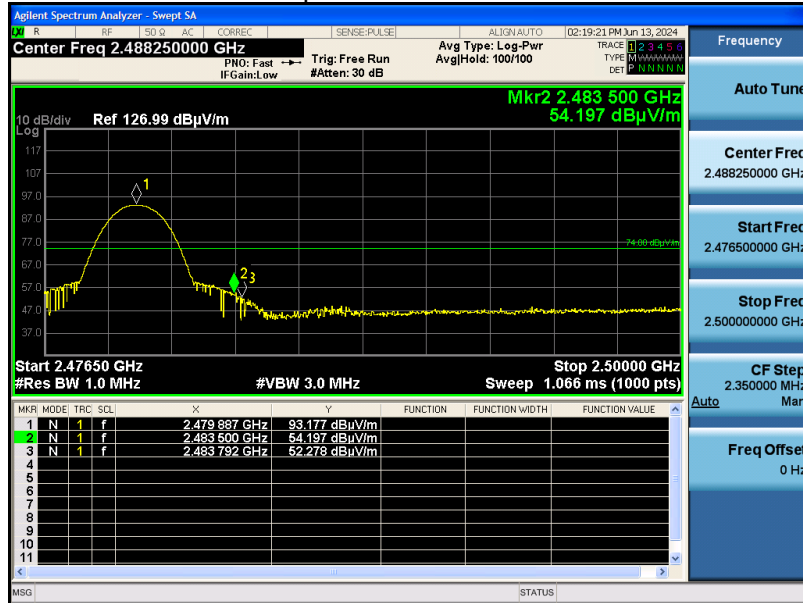 Agilent Spectrum Analyzer - Swept SA
LXI R RF 50 Ω AC CORREC SENSE:PULSE ALIGN AUTO 02:19:21 PM Jun 13, 2024
Center Freq 2.488250000 GHz
PNO: Fast
IFGain:Low
Trig: Free Run
#Atten: 30 dB
Avg Type: Log-Pwr
Avg|Hold: 100/100
TRACE 1 2 3 4 5 6
TYPE M
DET P N N N N N
Mkr2 2.483 500 GHz
54.197 dBµV/m
10 dB/div Ref 126.99 dBµV/m
Log
117
107
97.0
87.0
77.0
67.0
57.0
47.0
37.0
1
2
3
74.00 dBµV/m
Start 2.47650 GHz Stop 2.50000 GHz
#Res BW 1.0 MHz #VBW 3.0 MHz Sweep 1.066 ms (1000 pts)
MKR MODE TRC SCL X Y FUNCTION FUNCTION WIDTH FUNCTION VALUE
1 N 1 f 2.479 887 GHz 93.177 dBµV/m
2 N 1 f 2.483 500 GHz 54.197 dBµV/m
3 N 1 f 2.483 792 GHz 52.278 dBµV/m
4
5
6
7
8
9
10
11
MSG STATUS
Frequency
Auto Tune
Center Freq
2.488250000 GHz
Start Freq
2.476500000 GHz
Stop Freq
2.500000000 GHz
CF Step
2.350000 MHz
Auto Man
Freq Offset
0 Hz